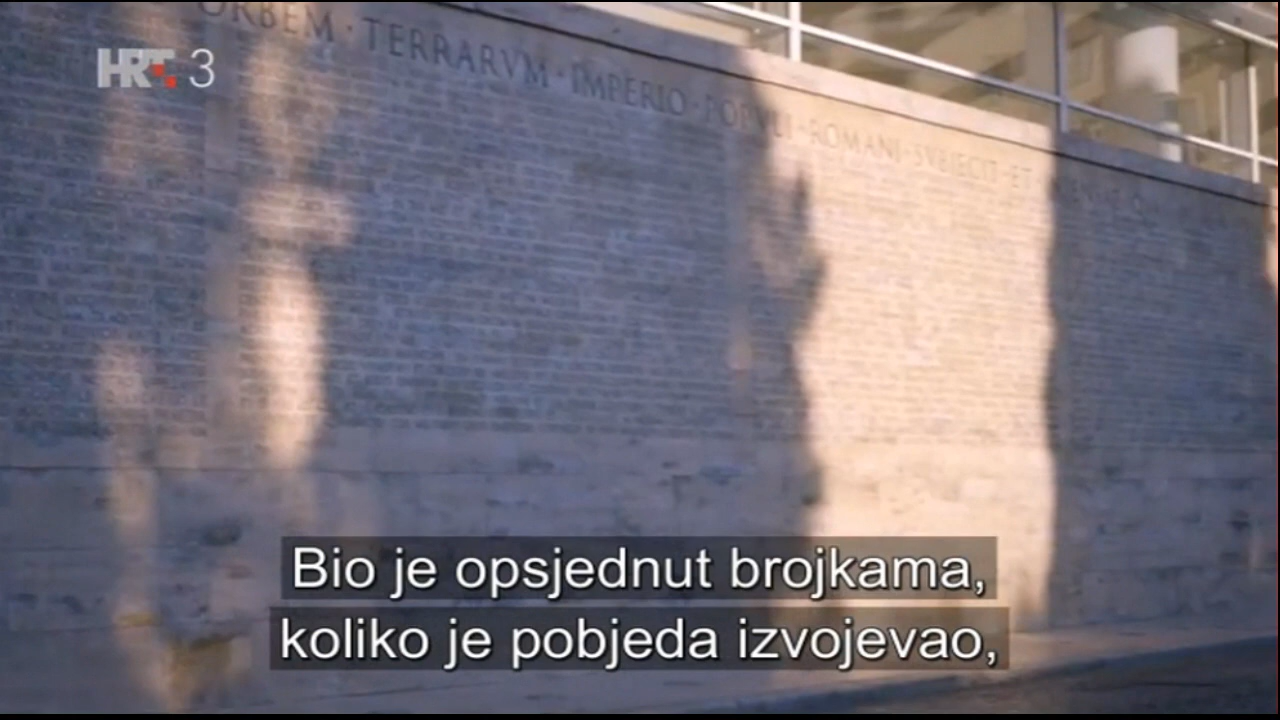 ORBEM · TERRARVM · IMPERIO · POPVLI · ROMANI · SVBIECIT · ET
HRT 3
Bio je opsjednut brojkama,
koliko je pobjeda izvojevao,